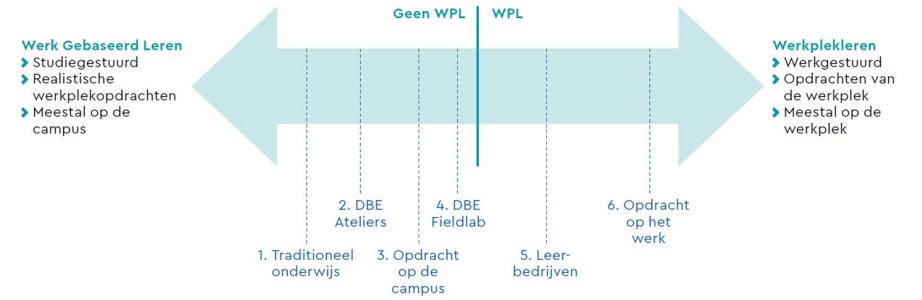 Geen WPL
WPL
Werk Gebaseerd Leren
Studiegestuurd
Realistische
werkplekopdrachten
Meestal op de
campus
Werkplekleren
Werkgestuurd
Opdrachten van
de werkplek
Meestal op de
werkplek
1. Traditioneel
onderwijs
2. DBE
Ateliers
3. Opdracht
op de
campus
4. DBE
Fieldlab
5. Leer-
bedrijven
6. Opdracht
op het
werk